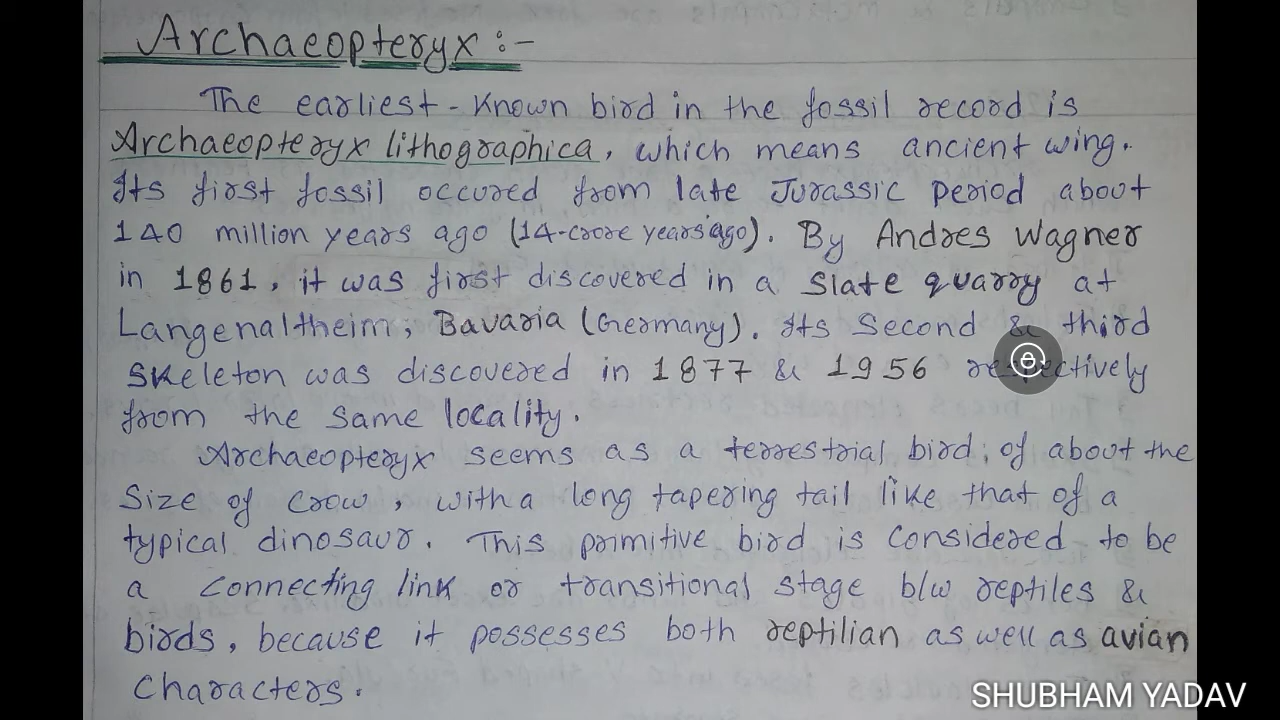 Archaeopteryx :-
The earliest - known bird in the fossil record is
Archaeopteryx lithographica, which means ancient wing.
Its first fossil occured from late Jurassic Period about
140 million years ago (14-crore years ago). By Andres Wagner
in 1861, it was first discovered in a slate quarry at
Langenaltheim, Bavaria (Germany). Its Second & third
skeleton was discovered in 1877 & 1956 respectively
from the same locality.
Archaeopteryx seems as a terrestrial bird, of about the
Size of crow, with a long tapering tail like that of a
typical dinosaur. This primitive bird is considered to be
a connecting link or transitional stage b/w reptiles &
birds, because it possesses both reptilian as well as avian
characters.
SHUBHAM YADAV